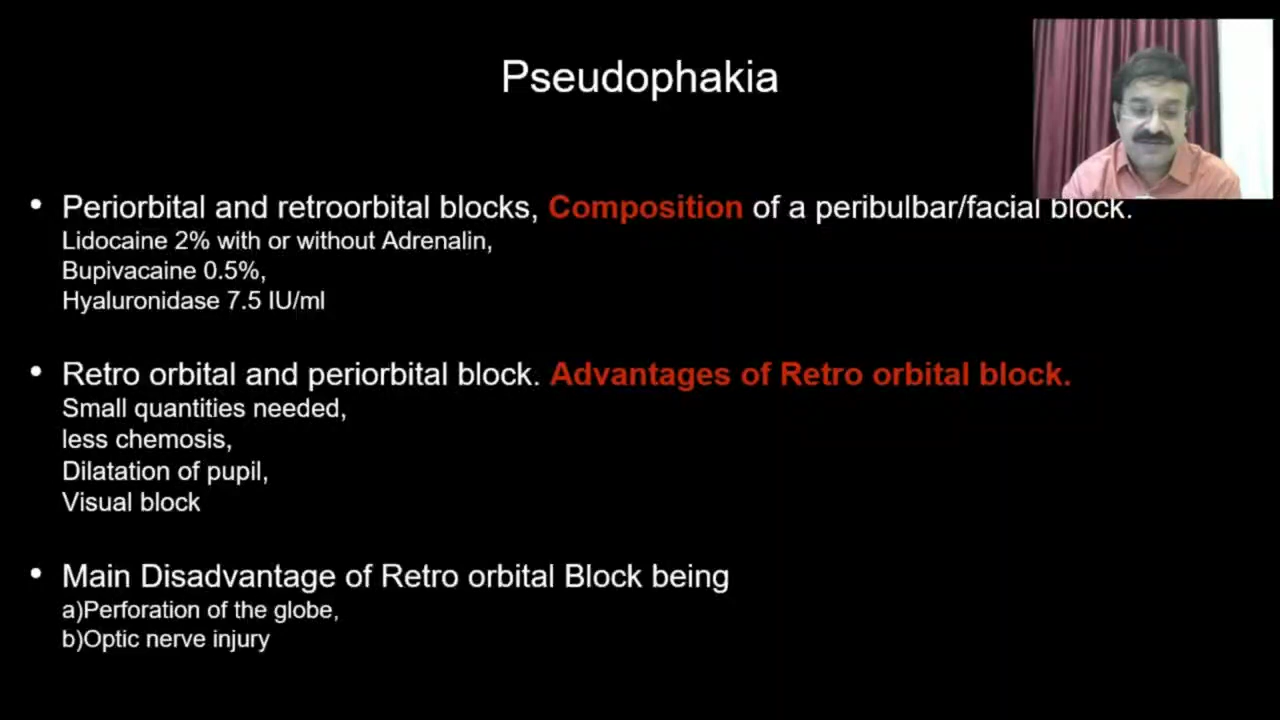 Pseudophakia
• Periorbital and retroorbital blocks, Composition of a peribulbar/facial block.
Lidocaine 2% with or without Adrenalin,
Bupivacaine 0.5%,
Hyaluronidase 7.5 IU/ml
• Retro orbital and periorbital block. Advantages of Retro orbital block.
Small quantities needed,
less chemosis,
Dilatation of pupil,
Visual block
• Main Disadvantage of Retro orbital Block being
a)Perforation of the globe,
b)Optic nerve injury